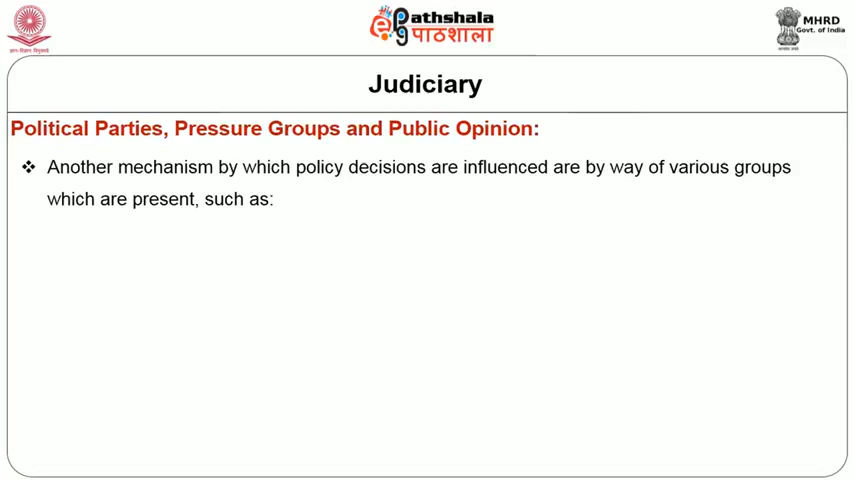 ePGPathshala
पाठशाला
MHRD
Govt. of India
Judiciary
Political Parties, Pressure Groups and Public Opinion:
❖ Another mechanism by which policy decisions are influenced are by way of various groups
which are present, such as: